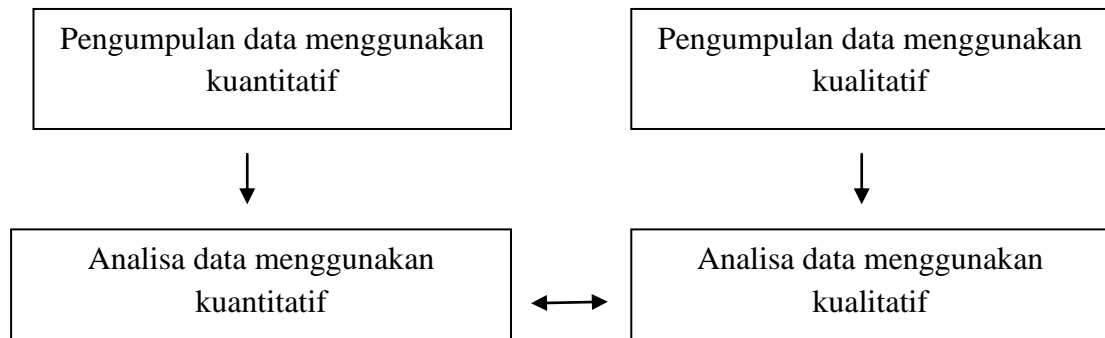 Pengumpulan data menggunakan
kuantitatif
Pengumpulan data menggunakan
kualitatif
Analisa data menggunakan
kuantitatif
Analisa data menggunakan
kualitatif